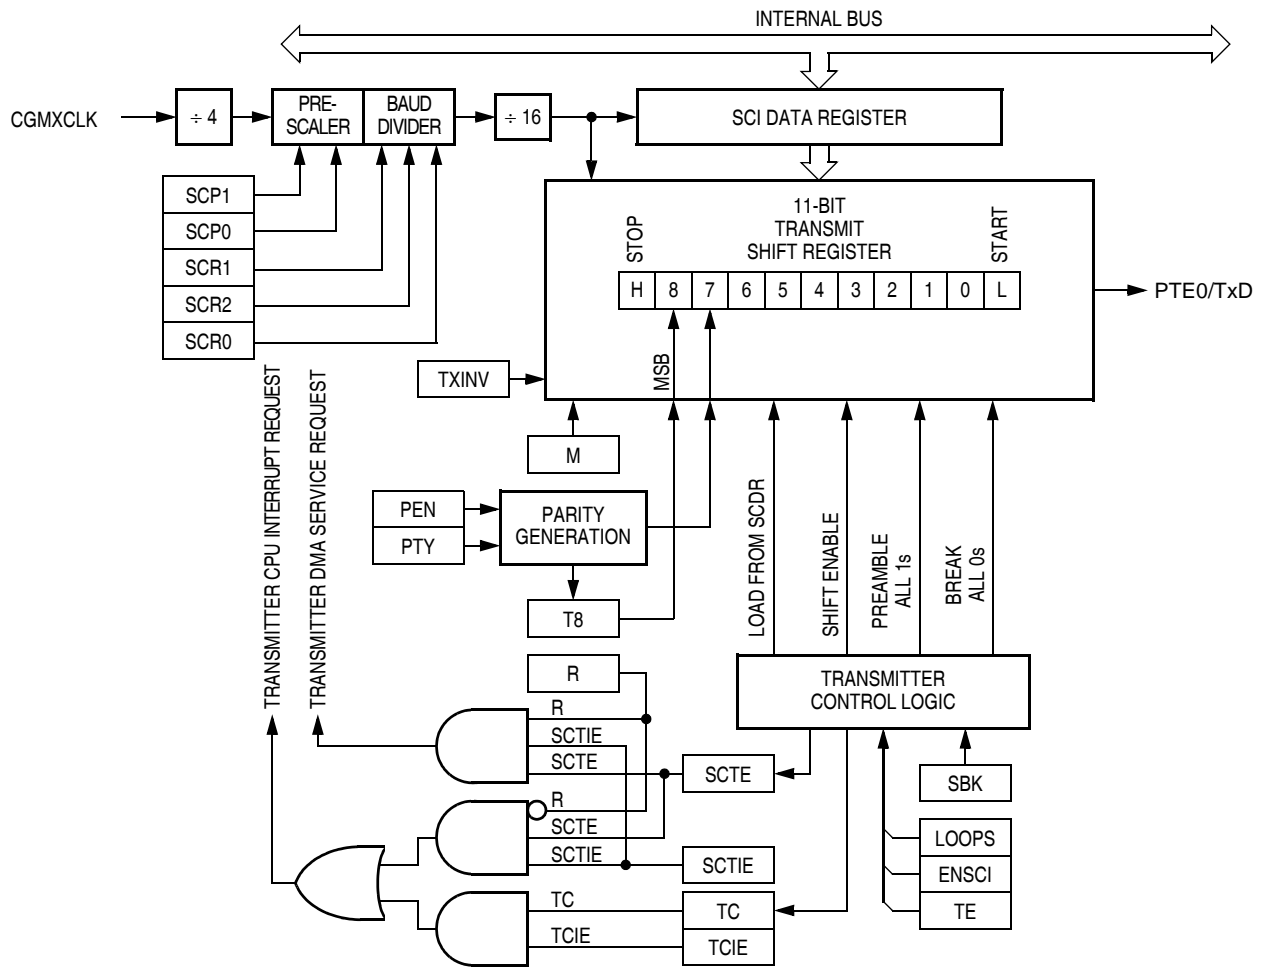 INTERNAL BUS
CGMXCLK
÷ 4
PRE-
SCALER
BAUD
DIVIDER
÷ 16
SCI DATA REGISTER
SCP1
SCP0
SCR1
SCR2
SCR0
11-BIT
TRANSMIT
SHIFT REGISTER
STOP
START
H 8 7 6 5 4 3 2 1 0 L
PTE0/TxD
TXINV
MSB
M
TRANSMITTER CPU INTERRUPT REQUEST
TRANSMITTER DMA SERVICE REQUEST
PEN
PTY
PARITY
GENERATION
T8
LOAD FROM SCDR
SHIFT ENABLE
PREAMBLE
ALL 1s
BREAK
ALL 0s
TRANSMITTER
CONTROL LOGIC
R
R
SCTIE
SCTE
SCTE
SBK
R
SCTE
SCTIE
SCTIE
LOOPS
ENSCI
TE
TC
TC
TCIE
TCIE